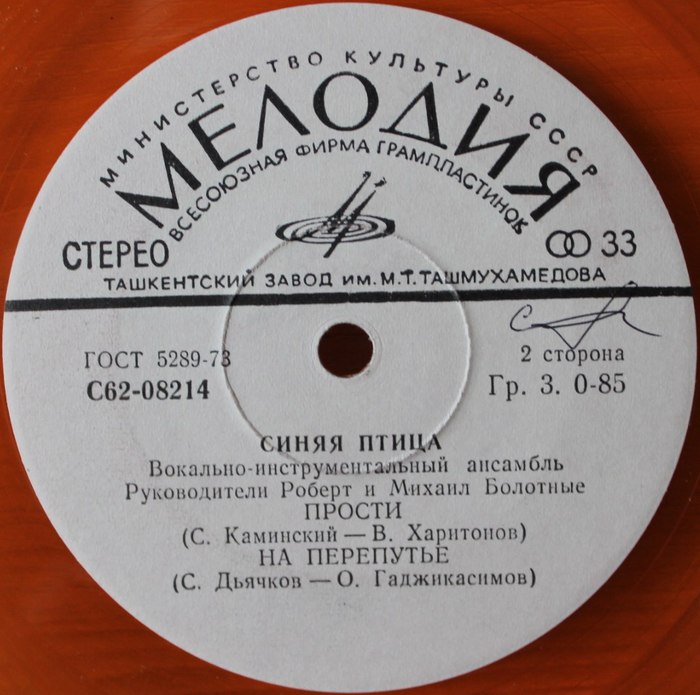 МИНИСТЕРСТВО КУЛЬТУРЫ СССР
МЕЛОДИЯ
ВСЕСОЮЗНАЯ ФИРМА ГРАМПЛАСТИНОК
СТЕРЕО
33
ТАШКЕНТСКИЙ ЗАВОД ИМ. М. Т. ТАШМУХАМЕДОВА
ГОСТ 5289-73
2 сторона
С62-08214
Гр. 3. 0-85
СИНЯЯ ПТИЦА
Вокально-инструментальный ансамбль
Руководители Роберт и Михаил Болотные
ПРОСТИ
(С. Каминский — В. Харитонов)
НА ПЕРЕПУТЬЕ
(С. Дьячков — О. Гаджикасимов)